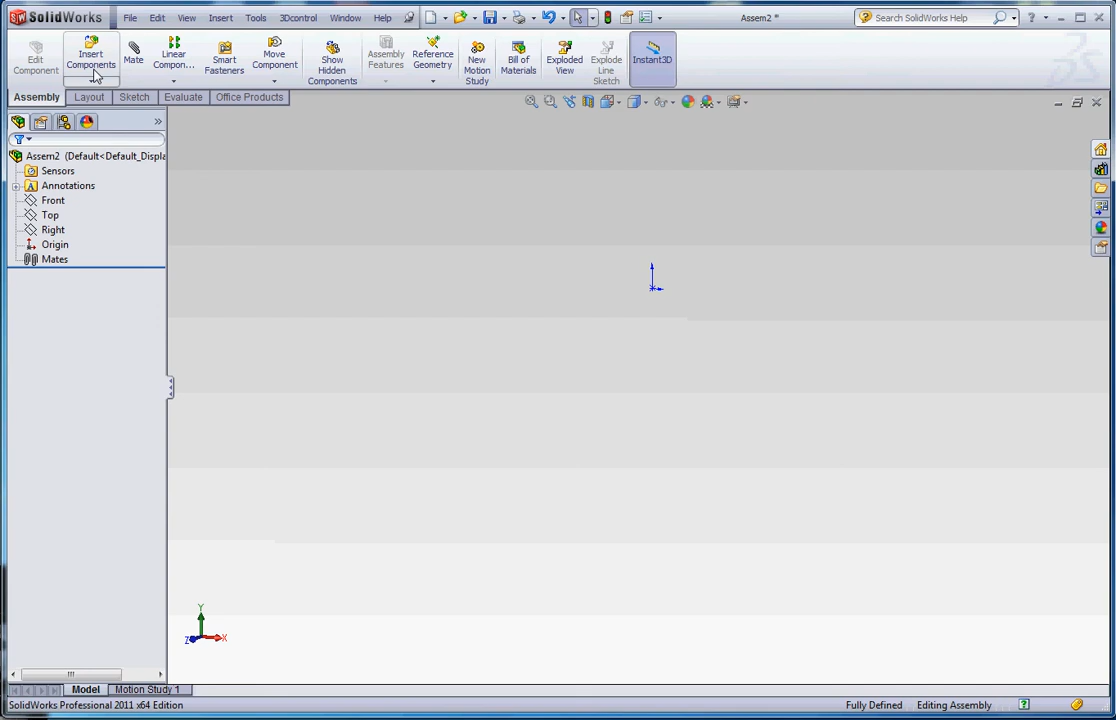 SolidWorks File Edit View Insert Tools 3Dcontrol Window Help Assem2 * Search SolidWorks Help
Edit Component
Insert Components
Mate
Linear Compon...
Smart Fasteners
Move Component
Show Hidden Components
Assembly Features
Reference Geometry
New Motion Study
Bill of Materials
Exploded View
Explode Line Sketch
Instant3D
Assembly Layout Sketch Evaluate Office Products
Assem2 (Default<Default_Displa
Sensors
Annotations
Front
Top
Right
Origin
Mates
Y
Z X
Model Motion Study 1
SolidWorks Professional 2011 x64 Edition Fully Defined Editing Assembly